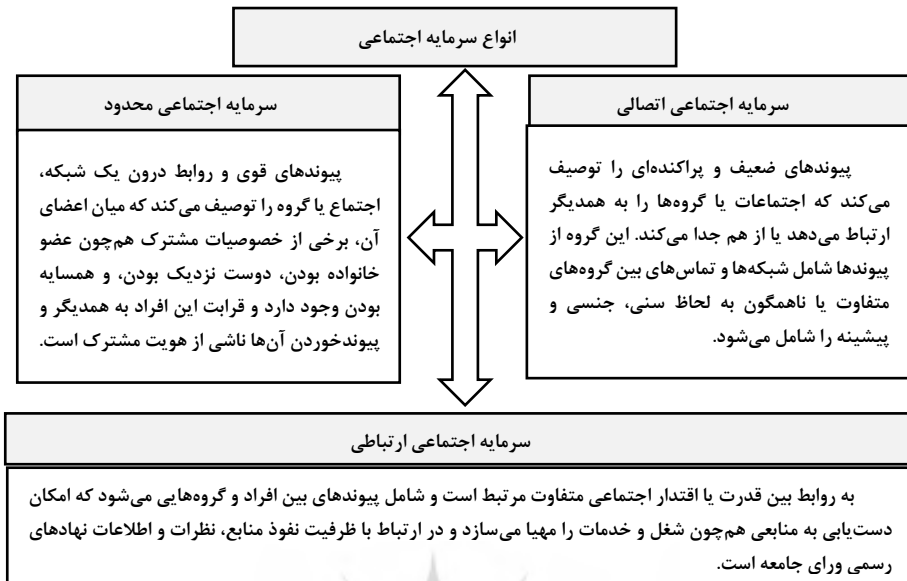 انواع سرمایه اجتماعی
سرمایه اجتماعی اتصالی
پیوندهای ضعیف و پراکنده‌ای را توصیف
می‌کند که اجتماعات یا گروه‌ها را به همدیگر
ارتباط می‌دهد یا از هم جدا می‌کند. این گروه از
پیوندها شامل شبکه‌ها و تماس‌های بین گروه‌های
متفاوت یا ناهمگون به لحاظ سنی، جنسی و
پیشینه را شامل می‌شود.
سرمایه اجتماعی محدود
پیوندهای قوی و روابط درون یک شبکه،
اجتماع یا گروه را توصیف می‌کند که میان اعضای
آن، برخی از خصوصیات مشترک هم‌چون عضو
خانواده بودن، دوست نزدیک بودن، و همسایه
بودن وجود دارد و قرابت این افراد به همدیگر و
پیوندخوردن آن‌ها ناشی از هویت مشترک است.
سرمایه اجتماعی ارتباطی
به روابط بین قدرت یا اقتدار اجتماعی متفاوت مرتبط است و شامل پیوندهای بین افراد و گروه‌هایی می‌شود که امکان
دست‌یابی به منابعی هم‌چون شغل و خدمات را مهیا می‌سازد و در ارتباط با ظرفیت نفوذ منابع، نظرات و اطلاعات نهادهای
رسمی ورای جامعه است.